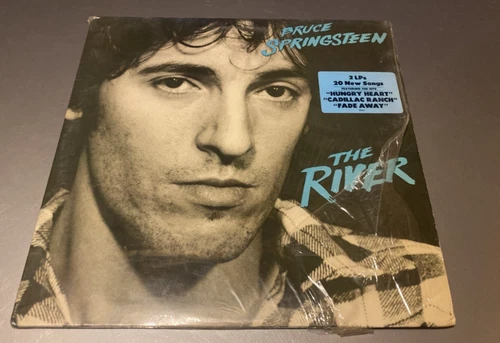 BRUCE
SPRINGSTEEN
2 LPs
20 New Songs
FEATURING THE HITS
"HUNGRY HEART"
"CADILLAC RANCH"
"FADE AWAY"
THE
RIVER